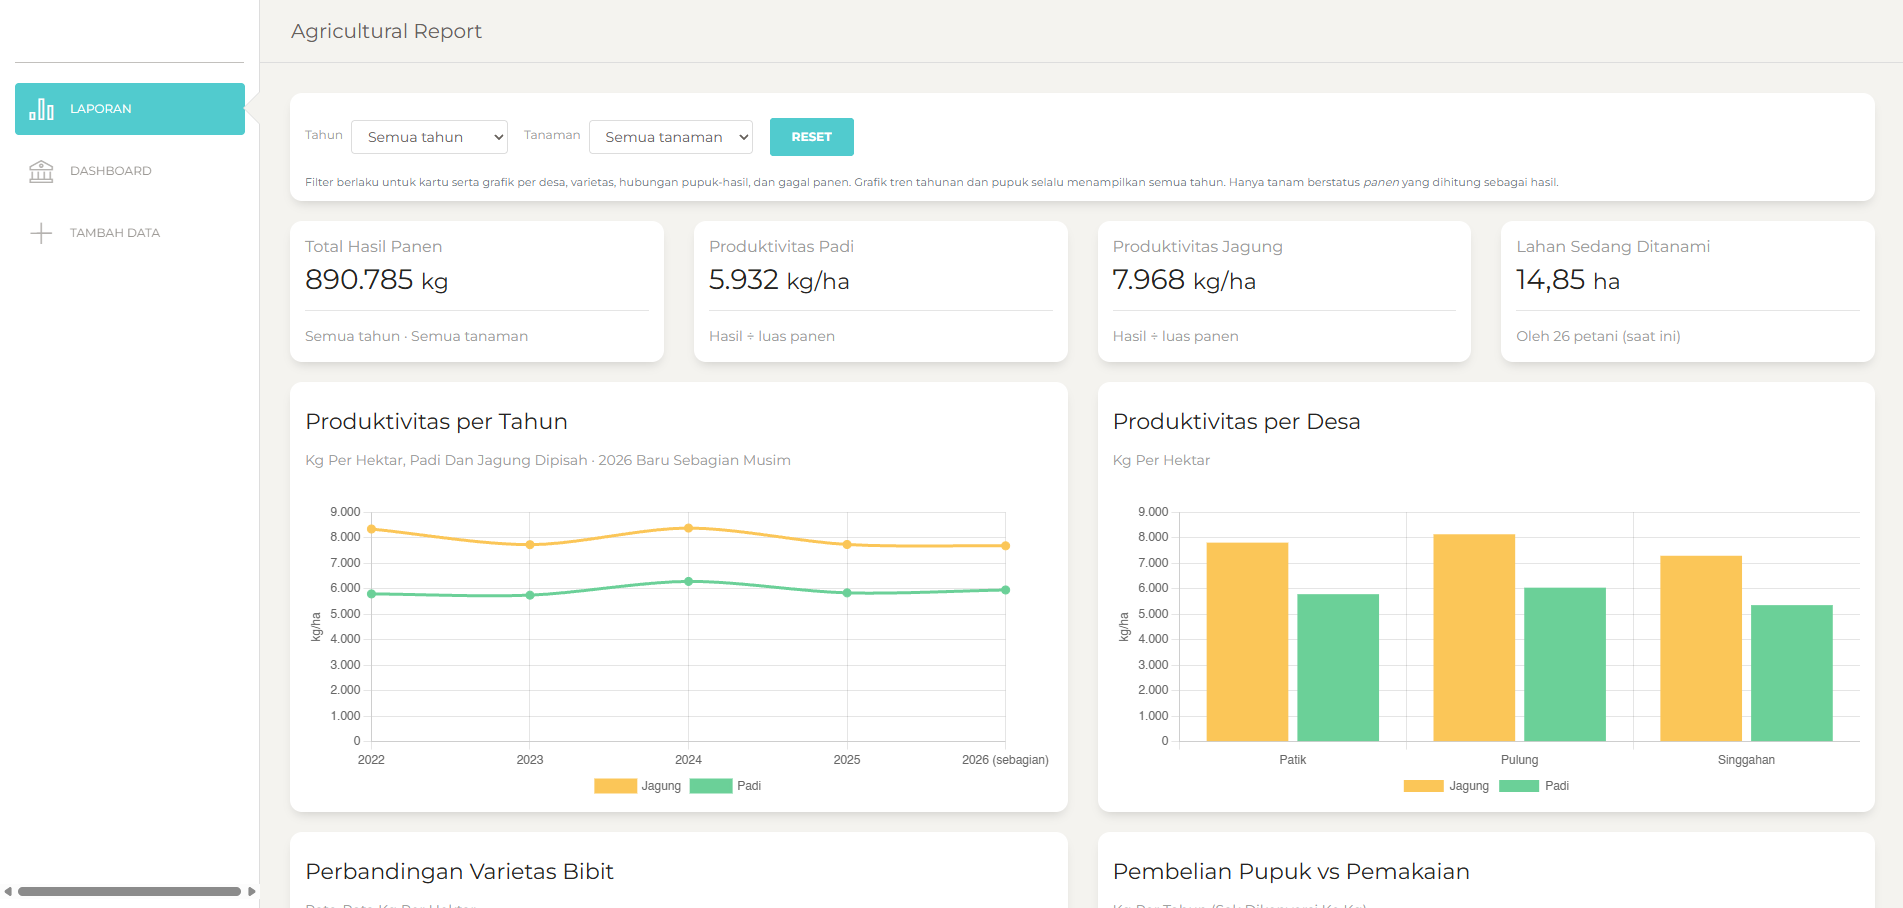 Agricultural Report
LAPORAN
DASHBOARD
TAMBAH DATA
Tahun Semua tahun Tanaman Semua tanaman RESET
Filter berlaku untuk kartu serta grafik per desa, varietas, hubungan pupuk-hasil, dan gagal panen. Grafik tren tahunan dan pupuk selalu menampilkan semua tahun. Hanya tanam berstatus panen yang dihitung sebagai hasil.
Total Hasil Panen
890.785 kg
Semua tahun · Semua tanaman
Produktivitas Padi
5.932 kg/ha
Hasil ÷ luas panen
Produktivitas Jagung
7.968 kg/ha
Hasil ÷ luas panen
Lahan Sedang Ditanami
14,85 ha
Oleh 26 petani (saat ini)
Produktivitas per Tahun
Kg Per Hektar, Padi Dan Jagung Dipisah · 2026 Baru Sebagian Musim
kg/ha
9.000
8.000
7.000
6.000
5.000
4.000
3.000
2.000
1.000
0
2022 2023 2024 2025 2026 (sebagian)
Jagung Padi
Produktivitas per Desa
Kg Per Hektar
kg/ha
9.000
8.000
7.000
6.000
5.000
4.000
3.000
2.000
1.000
0
Patik Pulung Singgahan
Jagung Padi
Perbandingan Varietas Bibit
Pembelian Pupuk vs Pemakaian